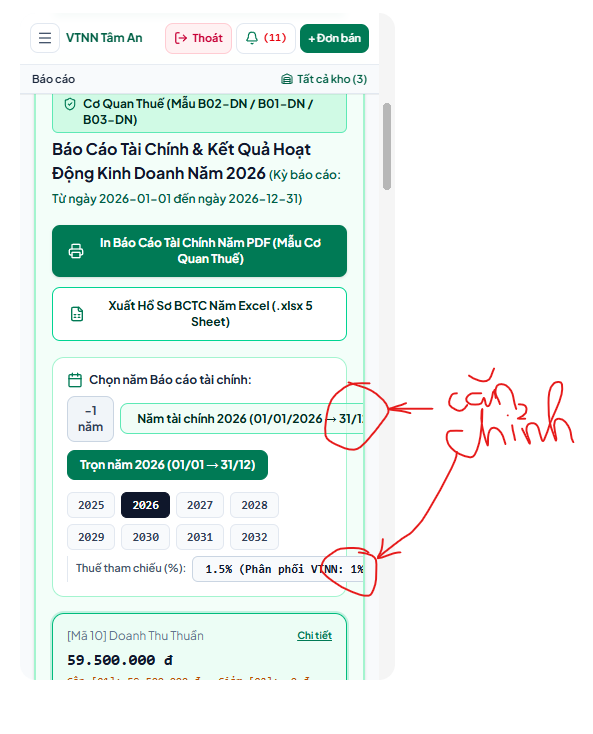 VTNN Tâm An
Thoát
(11)
+ Đơn bán
Báo cáo
Tất cả kho (3)
Cơ Quan Thuế (Mẫu B02-DN / B01-DN /
B03-DN)
Báo Cáo Tài Chính & Kết Quả Hoạt
Động Kinh Doanh Năm 2026 (Kỳ báo cáo:
Từ ngày 2026-01-01 đến ngày 2026-12-31)
In Báo Cáo Tài Chính Năm PDF (Mẫu Cơ
Quan Thuế)
Xuất Hồ Sơ BCTC Năm Excel (.xlsx 5
Sheet)
Chọn năm Báo cáo tài chính:
-1
năm
Năm tài chính 2026 (01/01/2026 → 31/1
căn
chỉnh
Trọn năm 2026 (01/01 → 31/12)
2025 2026 2027 2028
2029 2030 2031 2032
Thuế tham chiếu (%):
1.5% (Phân phối VTNN: 1%
[Mã 10] Doanh Thu Thuần
Chi tiết
59.500.000 đ